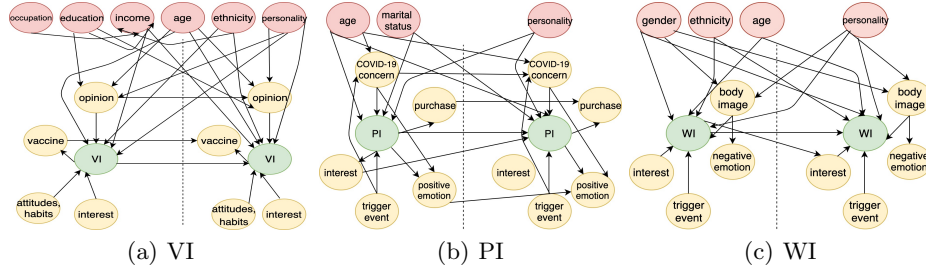 occupation education income age ethnicity personality
opinion opinion
vaccine vaccine
VI VI
attitudes, habits interest attitudes, habits interest
(a) VI
age marital status personality
COVID-19 concern COVID-19 concern
purchase purchase
PI PI
interest interest
positive emotion positive emotion
trigger event trigger event
(b) PI
gender ethnicity age personality
body image body image
WI WI
interest negative emotion interest negative emotion
trigger event trigger event
(c) WI